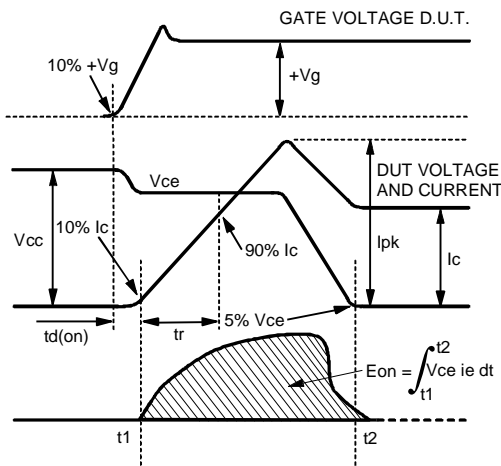 GATE VOLTAGE D.U.T.
10% +Vg
+Vg
Vce
DUT VOLTAGE
AND CURRENT
Vcc
10% Ic
90% Ic
Ipk
Ic
td(on)
tr
5% Vce
Eon = ∫ Vce ie dt
t2
t1
t1
t2